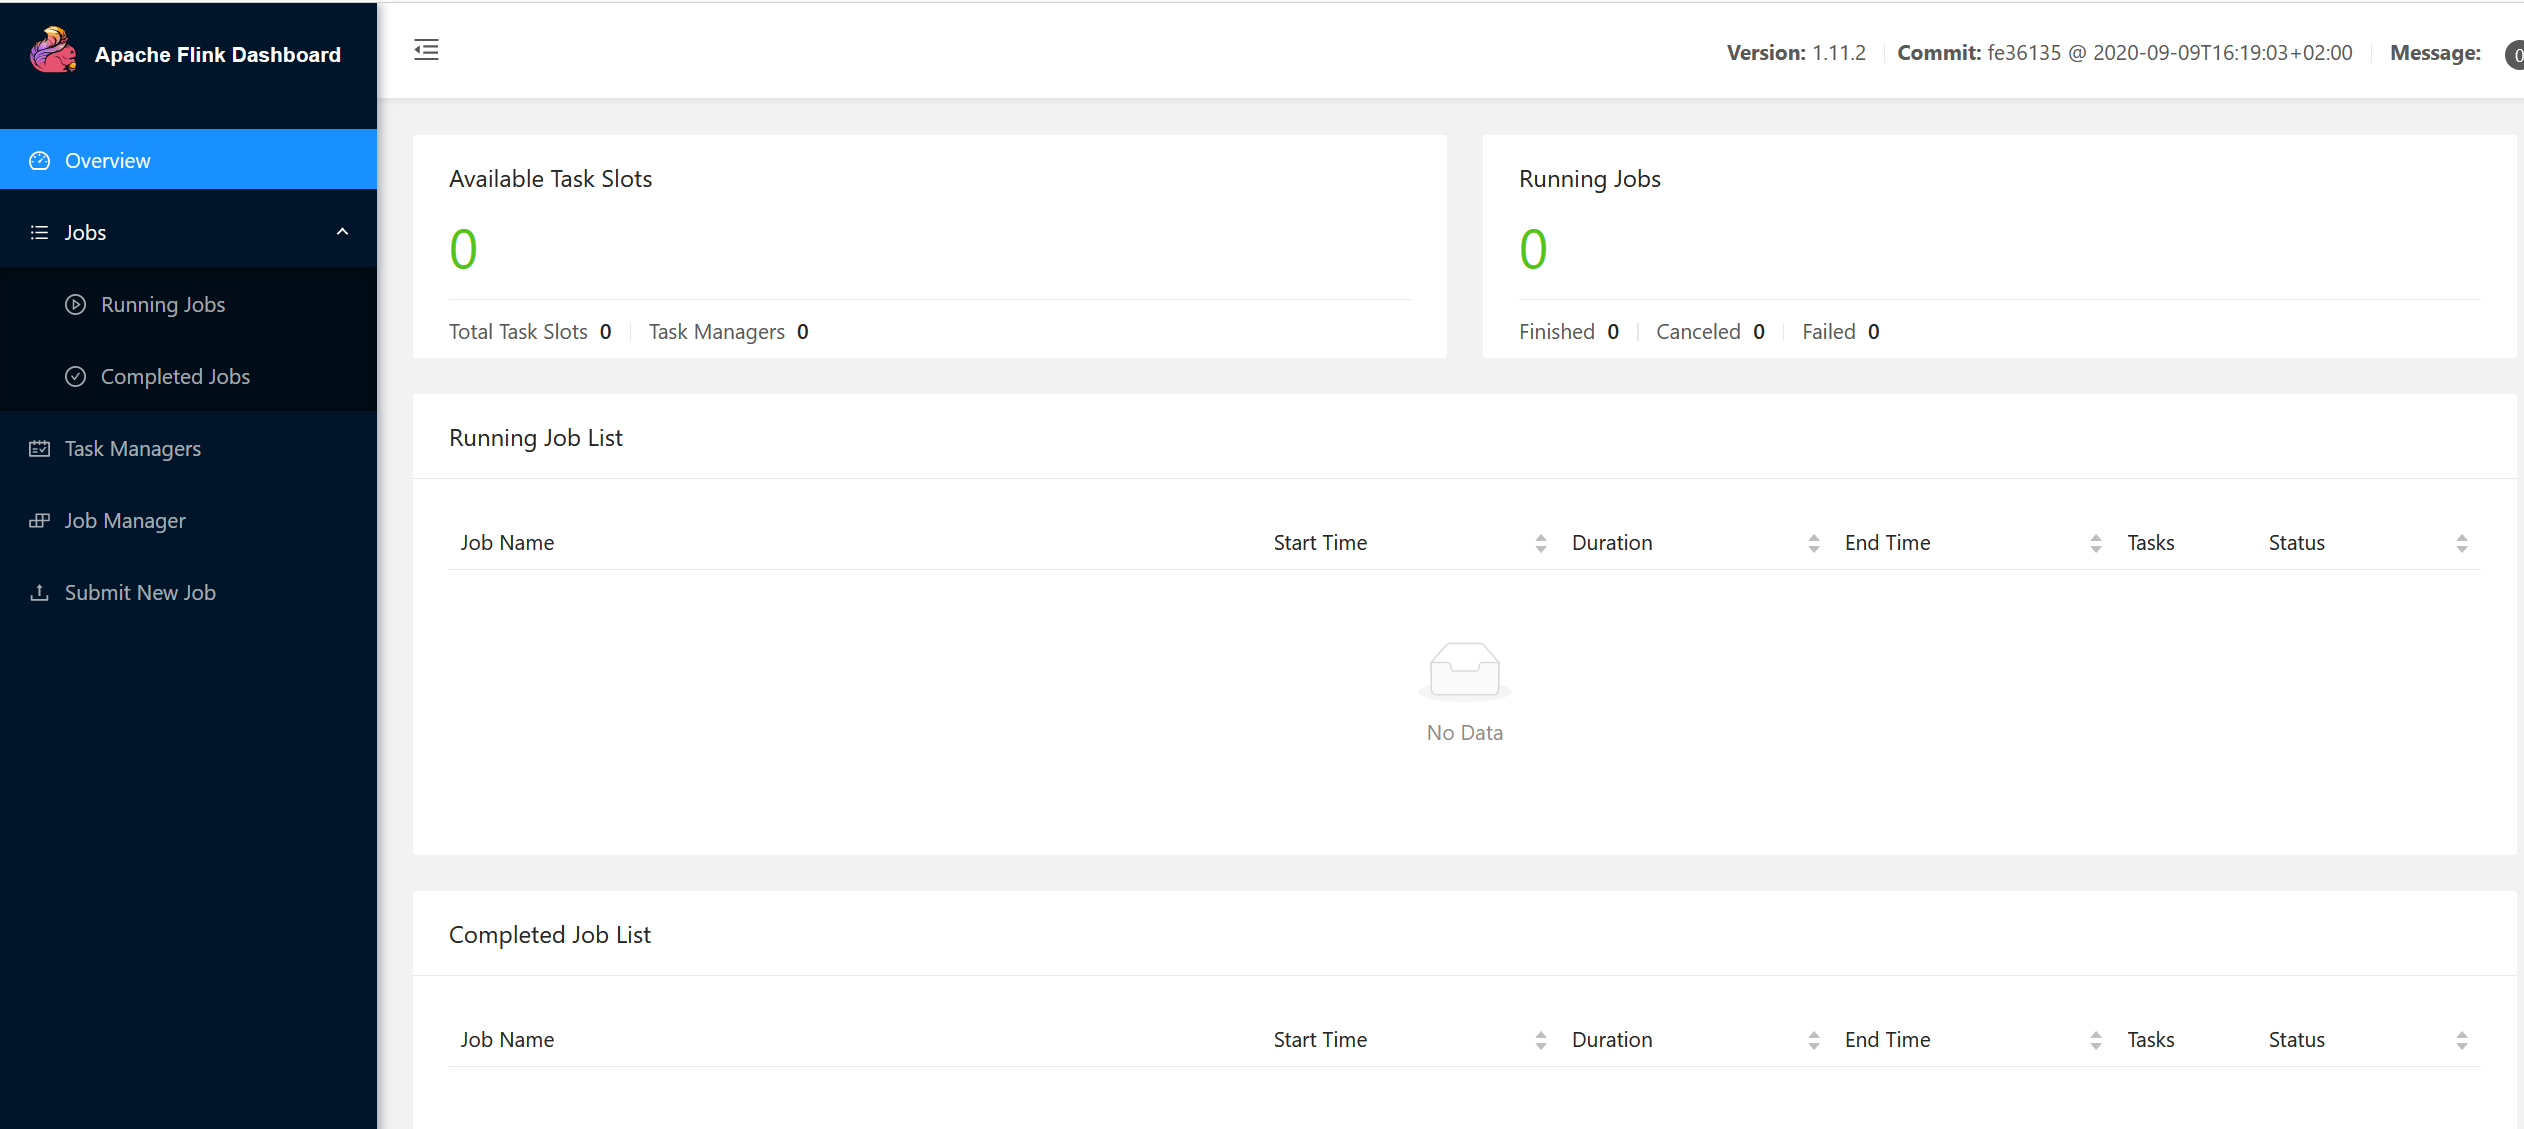 Apache Flink Dashboard
Version: 1.11.2 Commit: fe36135 @ 2020-09-09T16:19:03+02:00 Message: 0
Overview
Jobs
Running Jobs
Completed Jobs
Task Managers
Job Manager
Submit New Job
Available Task Slots
0
Total Task Slots 0 Task Managers 0
Running Jobs
0
Finished 0 Canceled 0 Failed 0
Running Job List
Job Name Start Time Duration End Time Tasks Status
No Data
Completed Job List
Job Name Start Time Duration End Time Tasks Status